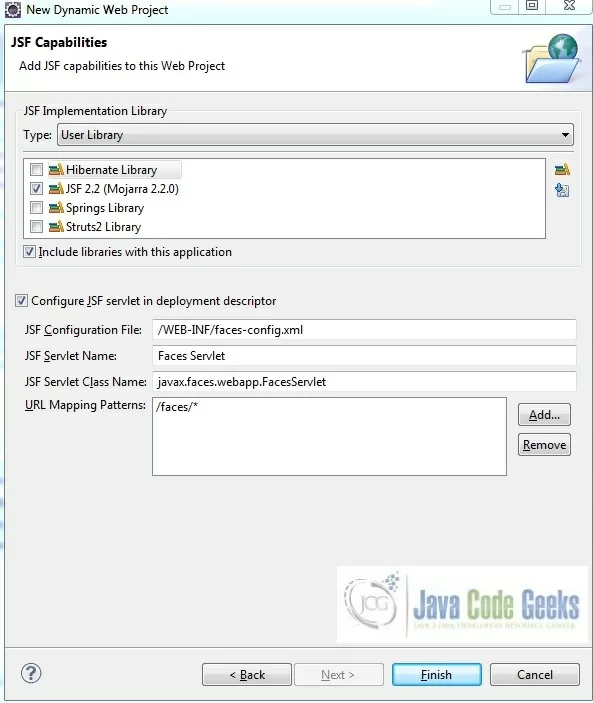 New Dynamic Web Project
JSF Capabilities
Add JSF capabilities to this Web Project
JSF Implementation Library
Type: User Library
Hibernate Library
JSF 2.2 (Mojarra 2.2.0)
Springs Library
Struts2 Library
Include libraries with this application
Configure JSF servlet in deployment descriptor
JSF Configuration File: /WEB-INF/faces-config.xml
JSF Servlet Name: Faces Servlet
JSF Servlet Class Name: javax.faces.webapp.FacesServlet
URL Mapping Patterns: /faces/*
Add...
Remove
JCG
Java Code Geeks
Java 2 Java Developers Resource Center
? < Back Next > Finish Cancel